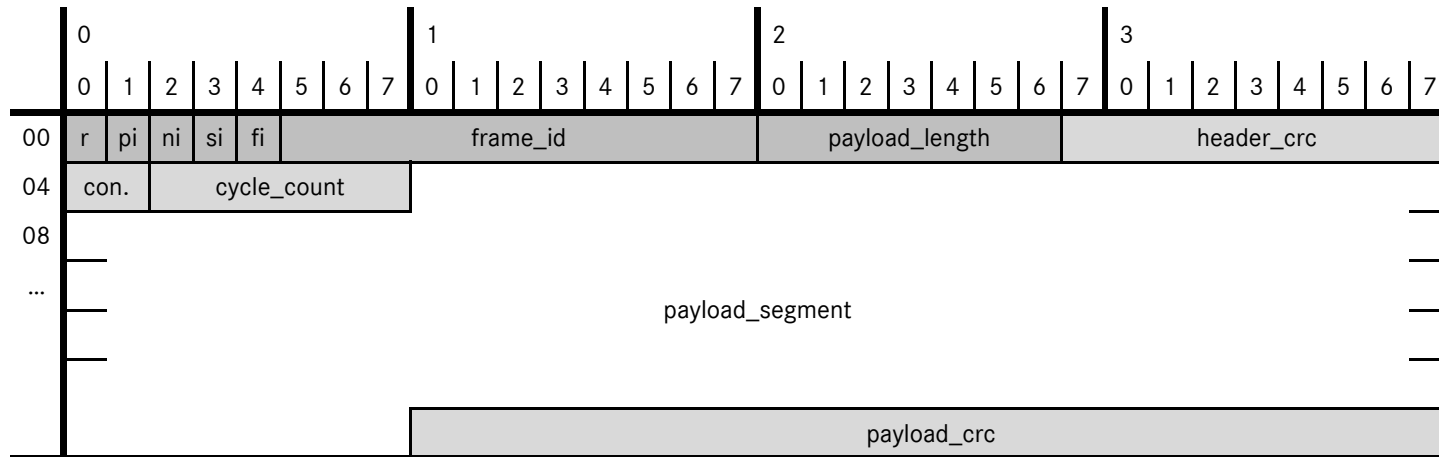 0 1 2 3
0 1 2 3 4 5 6 7 0 1 2 3 4 5 6 7 0 1 2 3 4 5 6 7 0 1 2 3 4 5 6 7
00 r pi ni si fi frame_id payload_length header_crc
04 con. cycle_count
08
...
payload_segment
payload_crc